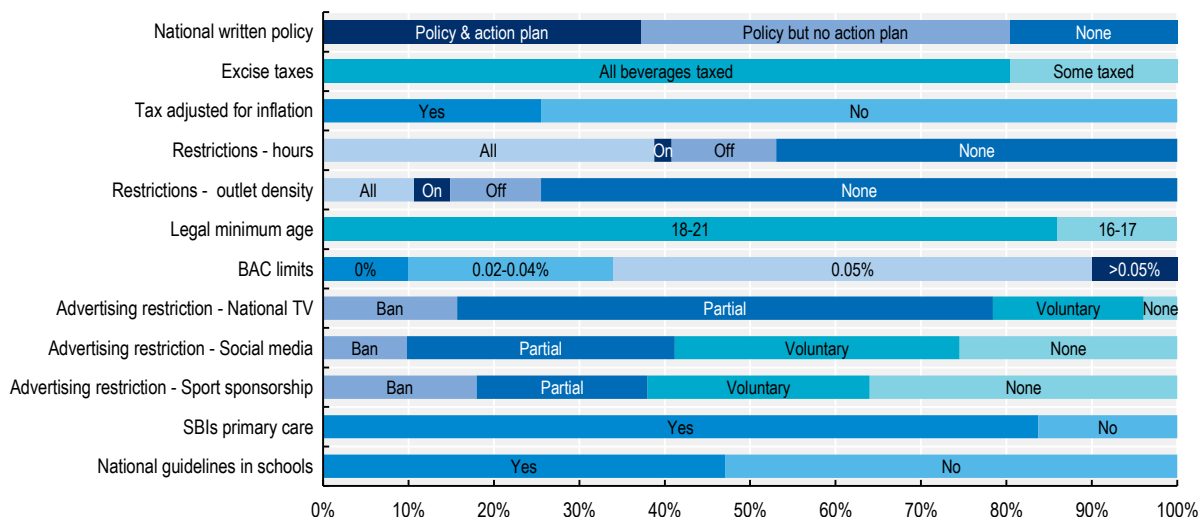 National written policy Policy & action plan Policy but no action plan None
Excise taxes All beverages taxed Some taxed
Tax adjusted for inflation Yes No
Restrictions - hours All On Off None
Restrictions -  outlet density All On Off None
Legal minimum age 18-21 16-17
BAC limits 0% 0.02-0.04% 0.05% >0.05%
Advertising restriction - National TV Ban Partial Voluntary None
Advertising restriction - Social media Ban Partial Voluntary None
Advertising restriction - Sport sponsorship Ban Partial Voluntary None
SBIs primary care Yes No
National guidelines in schools Yes No
0% 10% 20% 30% 40% 50% 60% 70% 80% 90% 100%